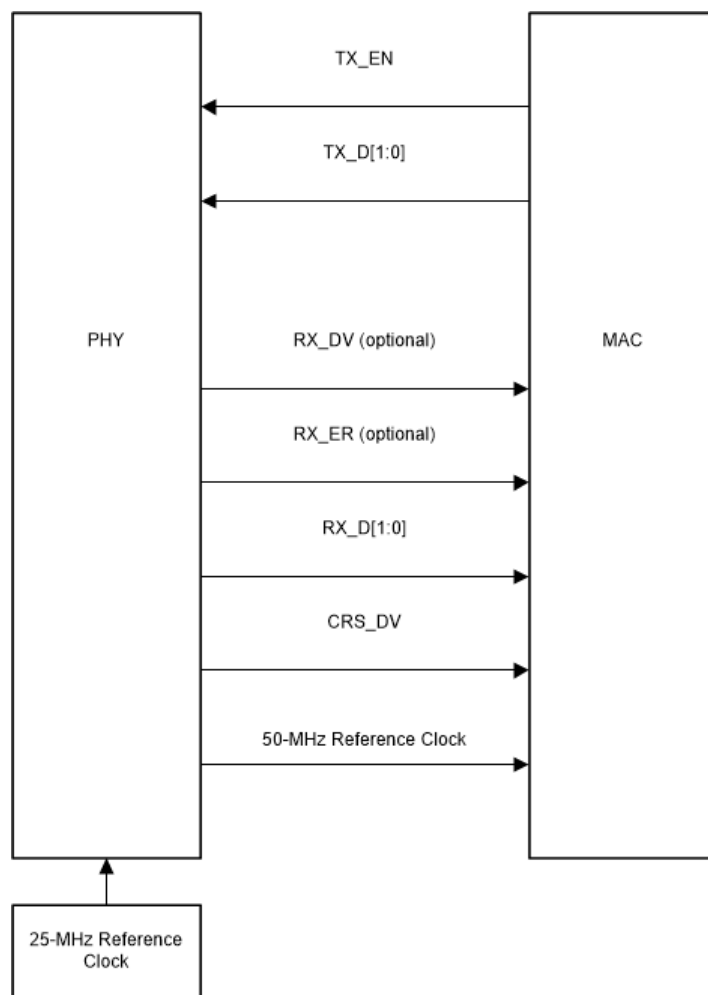 TX_EN
TX_D[1:0]
PHY
RX_DV (optional)
MAC
RX_ER (optional)
RX_D[1:0]
CRS_DV
50-MHz Reference Clock
25-MHz Reference
Clock